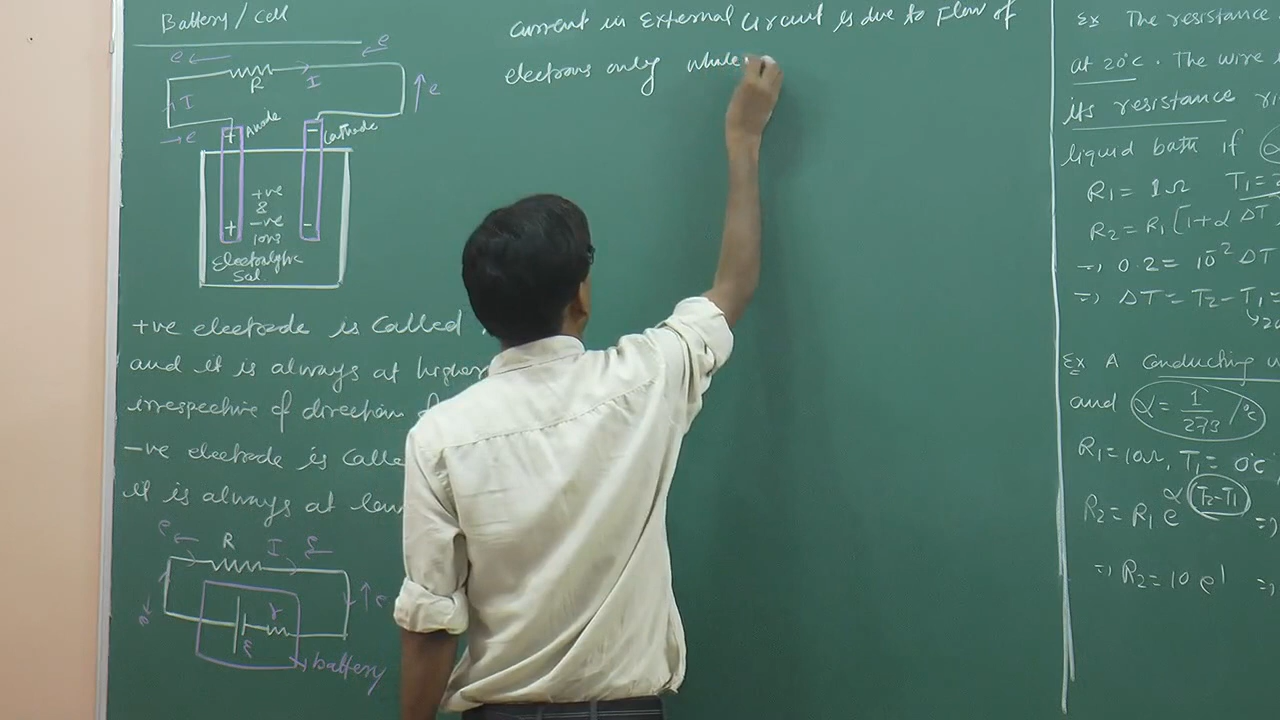 Battery / Cell
e
e
R
I
I
e
e
+ Anode
- Cathode
+ve
&
-ve
ions
+
-
Electrolytic
Sol.
+ve electrode is called
and it is always at higher
irrespective of direction
-ve electrode is
it is always at
e
R
I
e
e
e
r
ε
battery
Current in External Circuit is due to Flow of
electrons only while
Ex The resistance
at 20°C. The wire
its resistance
liquid bath if
R₁ = 1Ω T₁ =
R₂ = R₁ [1+α ΔT
⇒ 0.2 = 10⁻² ΔT
⇒ ΔT = T₂ - T₁ =
Ex A Conducting
and α = 1/273 /°C
R₁ = 10Ω, T₁ = 0°C
R₂ = R₁ e^α(T₂-T₁) ⇒
⇒ R₂ = 10 e¹ ⇒